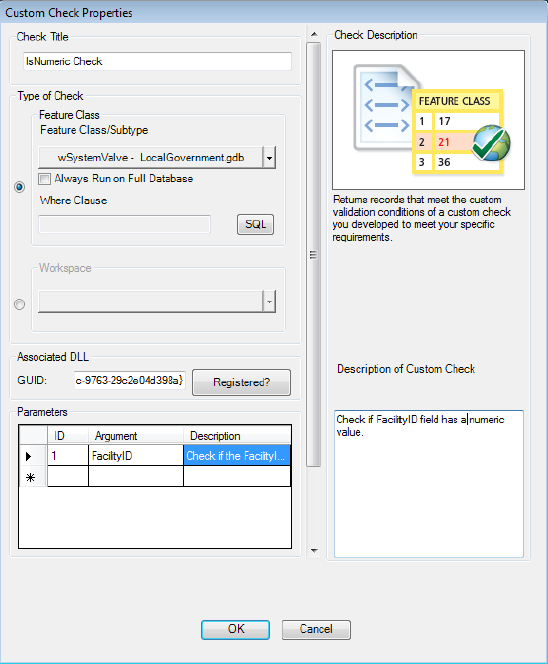 Custom Check Properties
Check Title
IsNumeric Check
Type of Check
Feature Class
Feature Class/Subtype
wSystemValve - LocalGovernment.gdb
Always Run on Full Database
Where Clause
SQL
Workspace
Associated DLL
GUID:
c-9763-29c2e04d398a}
Registered?
Parameters
ID Argument Description
1 FacilityID Check if the FacilityI...
Check Description
FEATURE CLASS
1 17
2 21
3 36
Returns records that meet the custom
validation conditions of a custom check
you developed to meet your specific
requirements.
Description of Custom Check
Check if FacilityID field has a numeric
value.
OK
Cancel